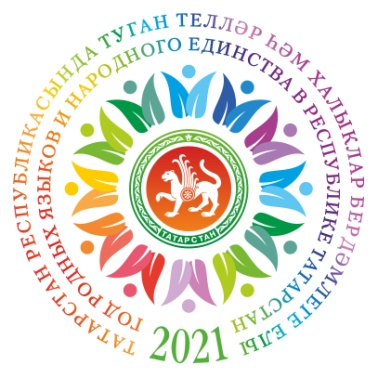 ТАТАРСТАН РЕСПУБЛИКАСЫНДА ТУГАН ТЕЛЛӘР ҺӘМ ХАЛЫКЛАР БЕРДӘМЛЕГЕ ЕЛЫ
ГОД РОДНЫХ ЯЗЫКОВ И НАРОДНОГО ЕДИНСТВА В РЕСПУБЛИКЕ ТАТАРСТАН
ТАТАРСТАН
2021